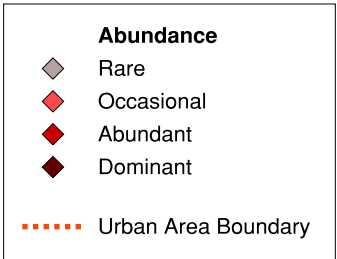 Abundance
Rare
Occasional
Abundant
Dominant
Urban Area Boundary